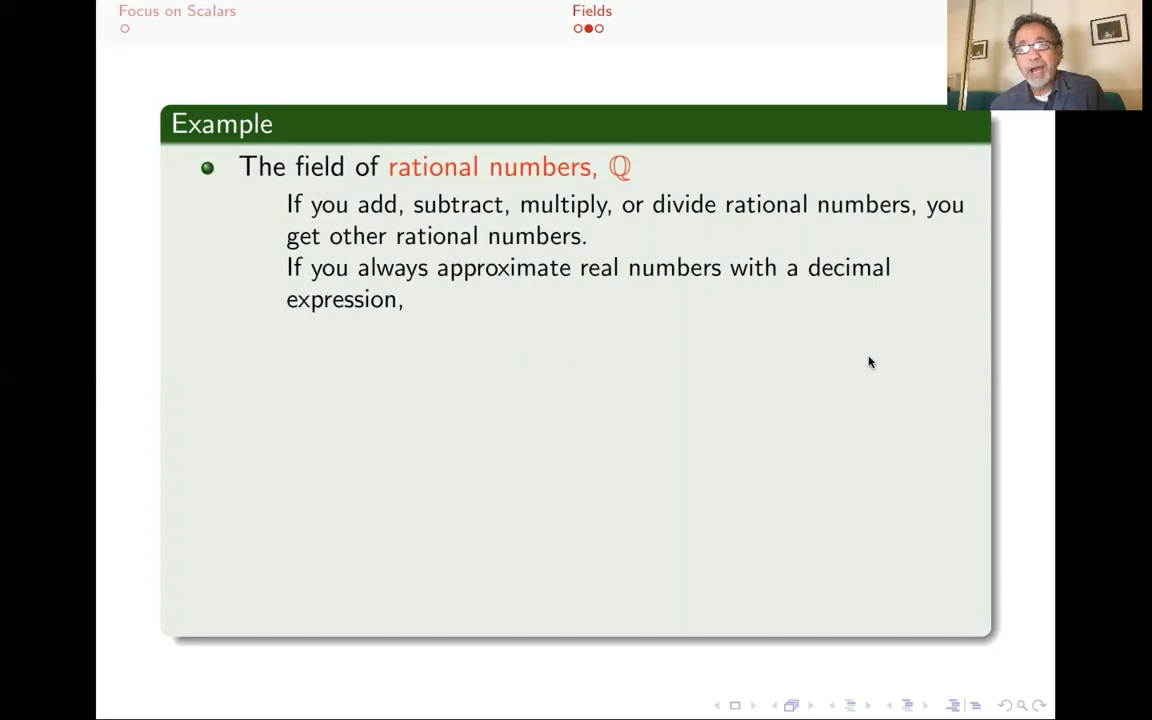 Focus on Scalars
Fields
Example
The field of rational numbers, ℚ
If you add, subtract, multiply, or divide rational numbers, you
get other rational numbers.
If you always approximate real numbers with a decimal
expression,